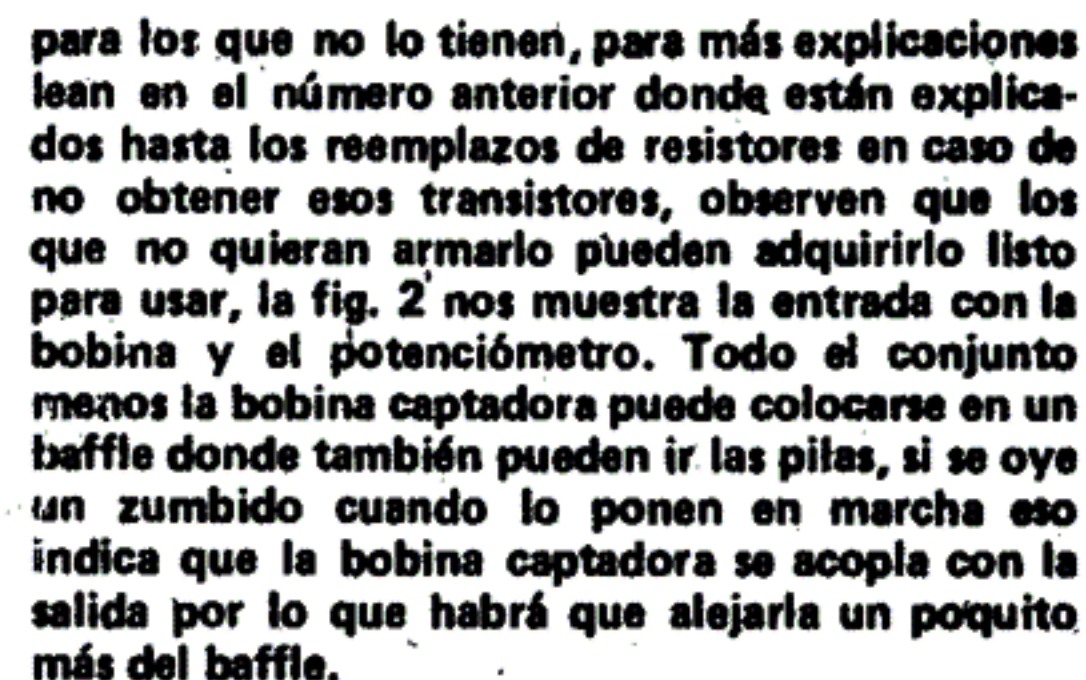 para los que no lo tienen, para más explicaciones
lean en el número anterior donde están explica-
dos hasta los reemplazos de resistores en caso de
no obtener esos transistores, observen que los
que no quieran armarlo pueden adquirirlo listo
para usar, la fig. 2 nos muestra la entrada con la
bobina y el potenciómetro. Todo el conjunto
menos la bobina captadora puede colocarse en un
baffle donde también pueden ir las pilas, si se oye
un zumbido cuando lo ponen en marcha eso
indica que la bobina captadora se acopla con la
salida por lo que habrá que alejarla un poquito
más del baffle.